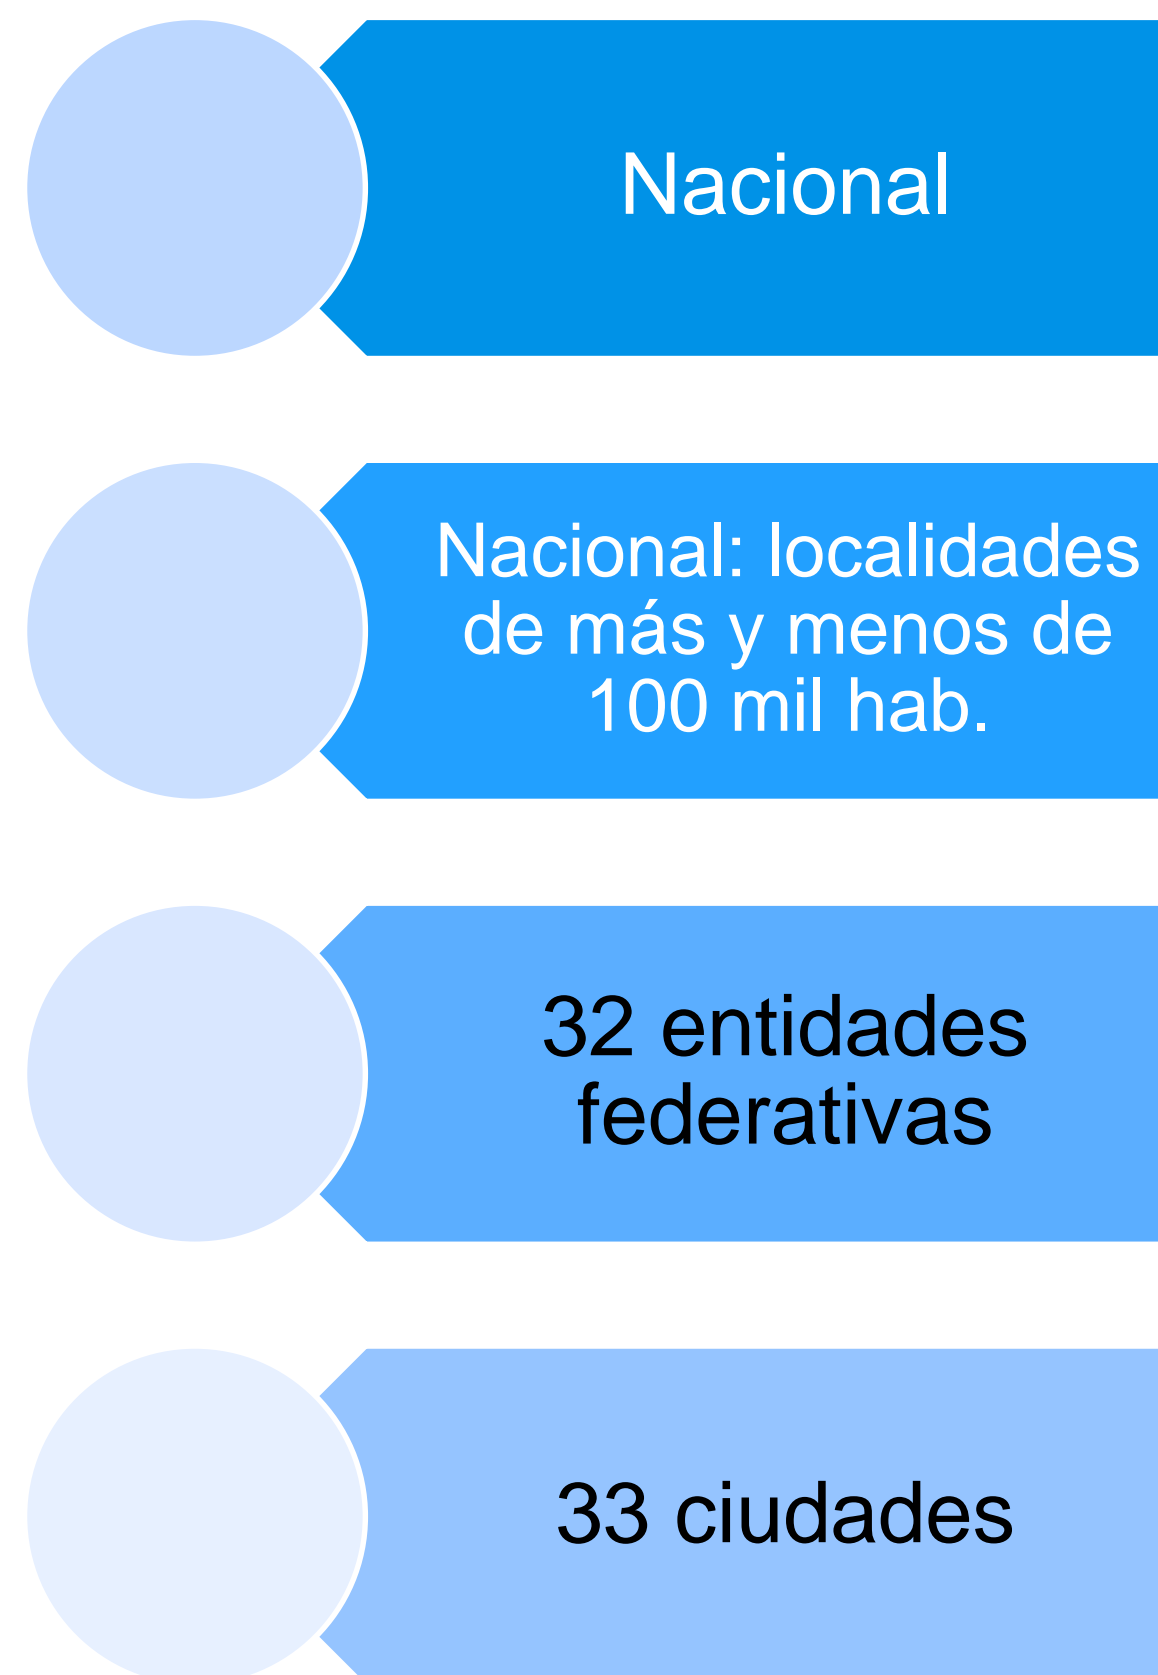 Nacional
Nacional: localidades
de más y menos de
100 mil hab.
32 entidades
federativas
33 ciudades